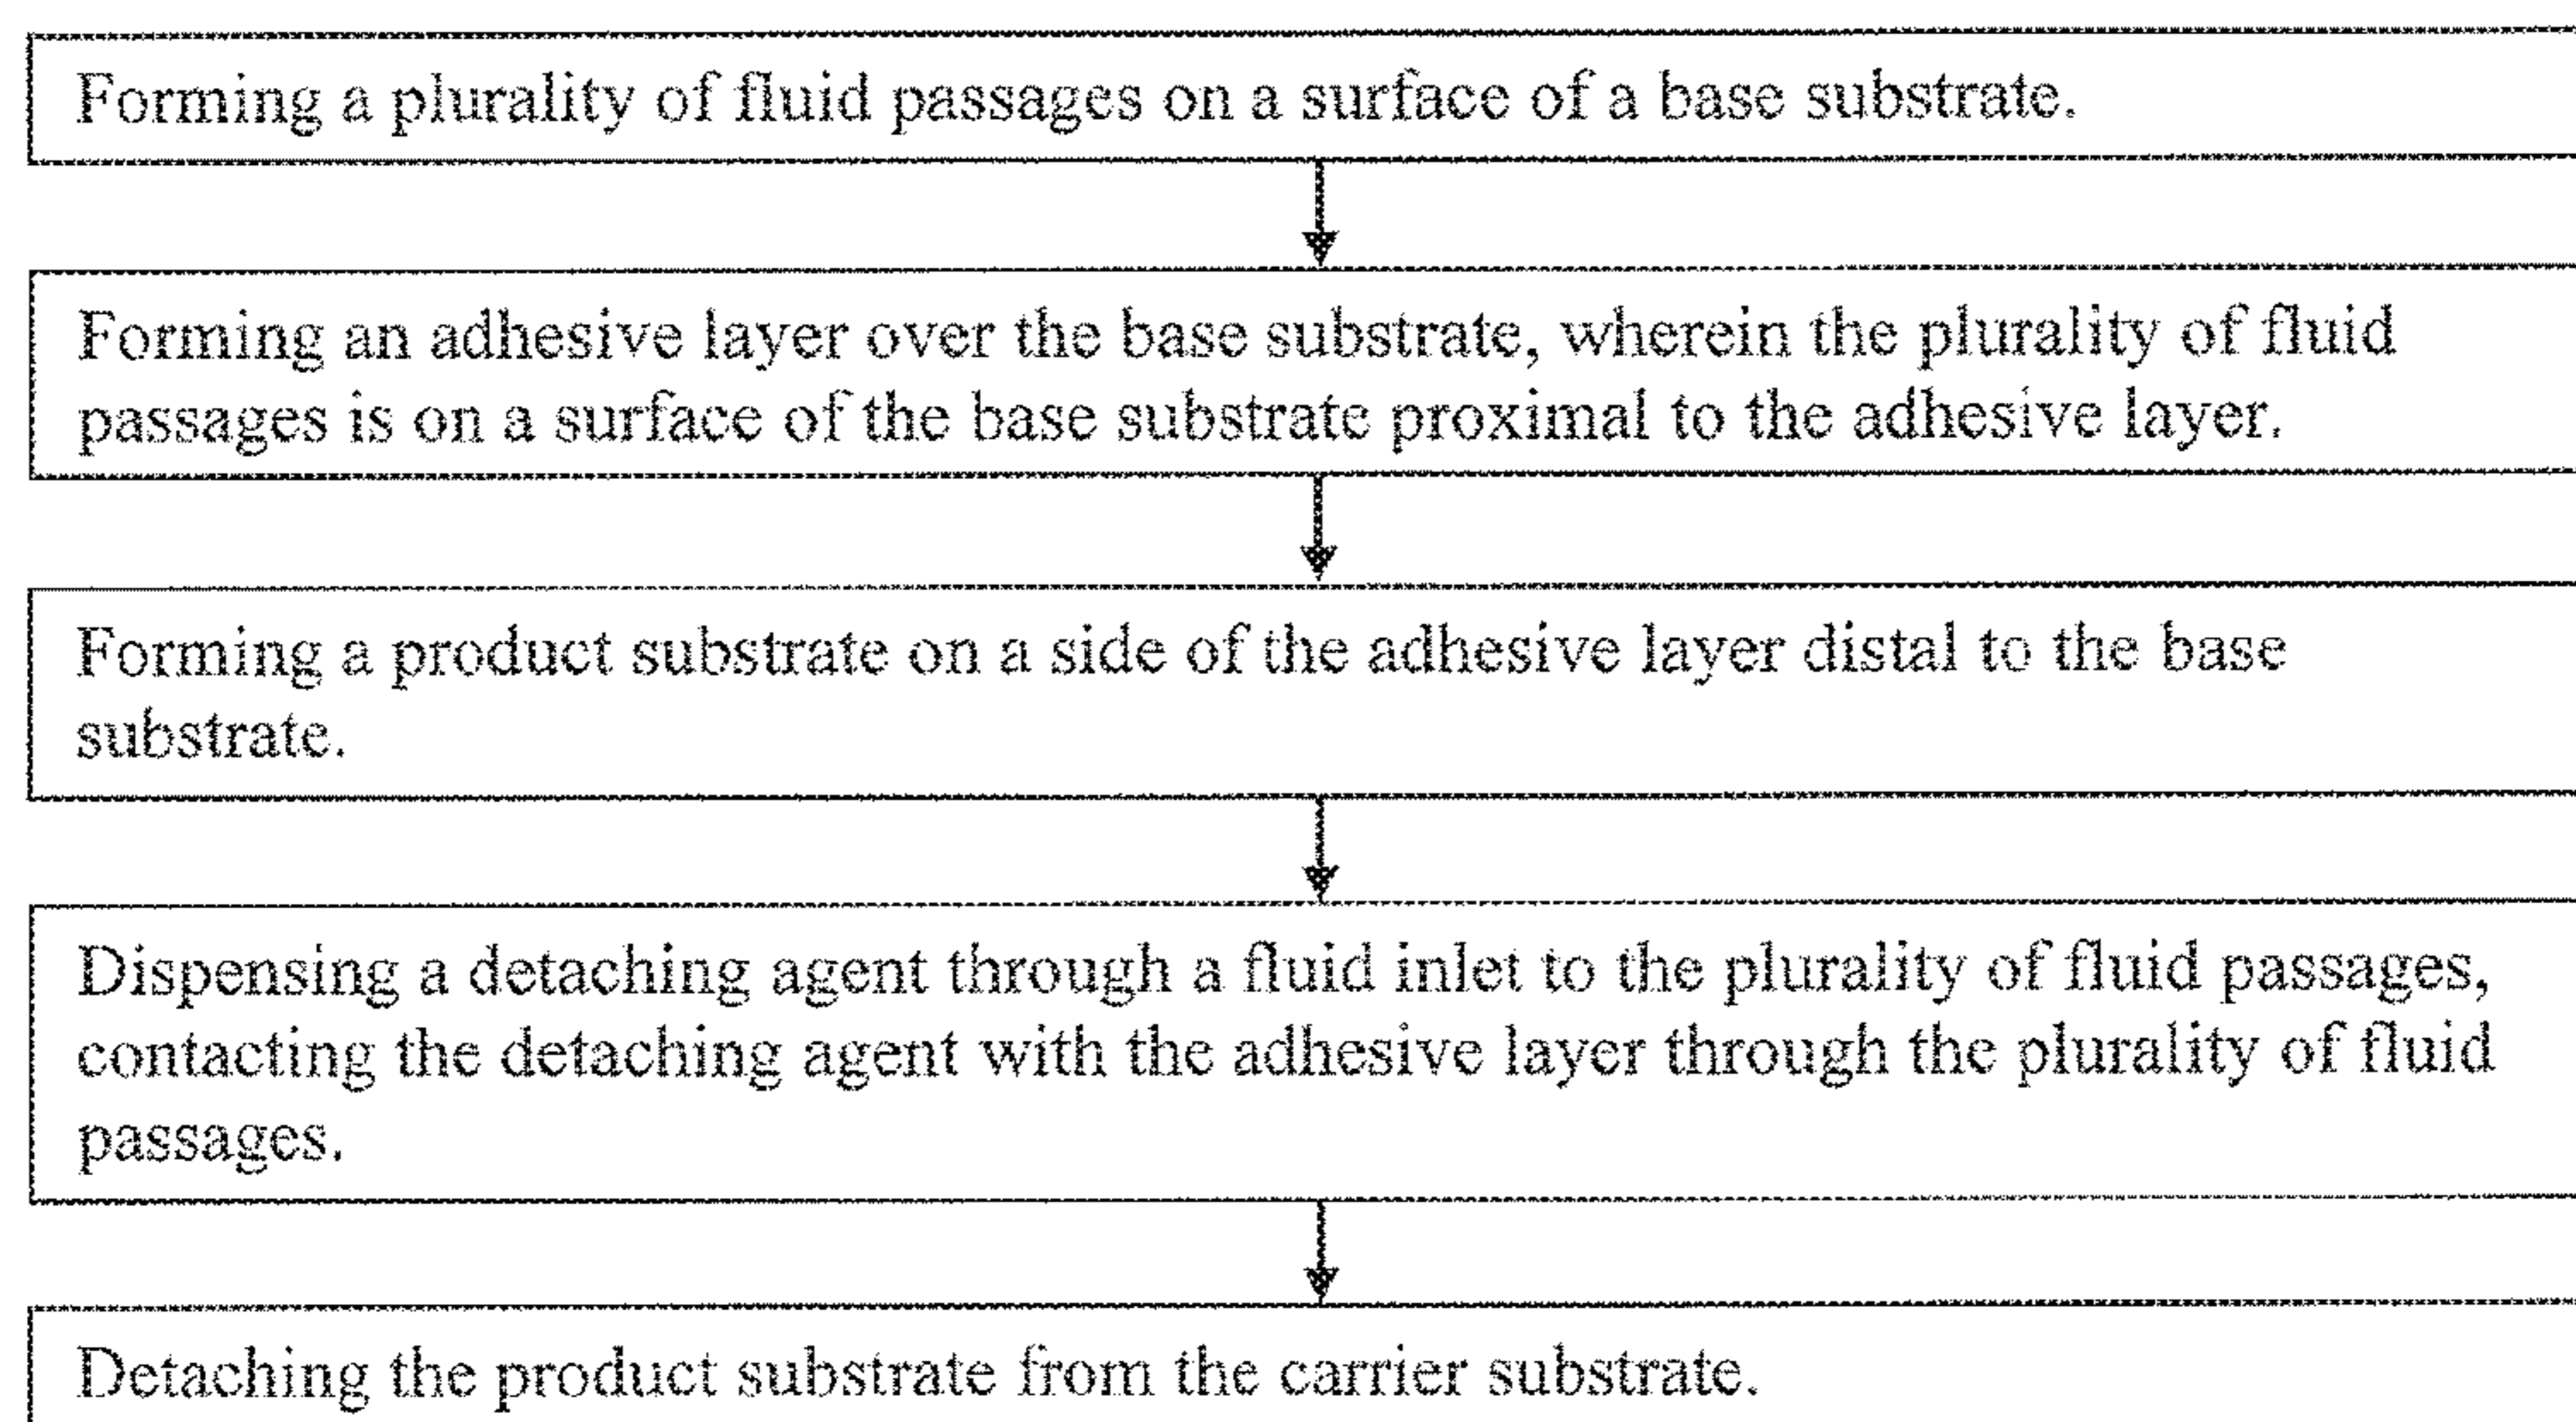 Forming a plurality of fluid passages on a surface of a base substrate.
Forming an adhesive layer over the base substrate, wherein the plurality of fluid
passages is on a surface of the base substrate proximal to the adhesive layer.
Forming a product substrate on a side of the adhesive layer distal to the base
substrate.
Dispensing a detaching agent through a fluid inlet to the plurality of fluid passages,
contacting the detaching agent with the adhesive layer through the plurality of fluid
passages.
Detaching the product substrate from the carrier substrate.